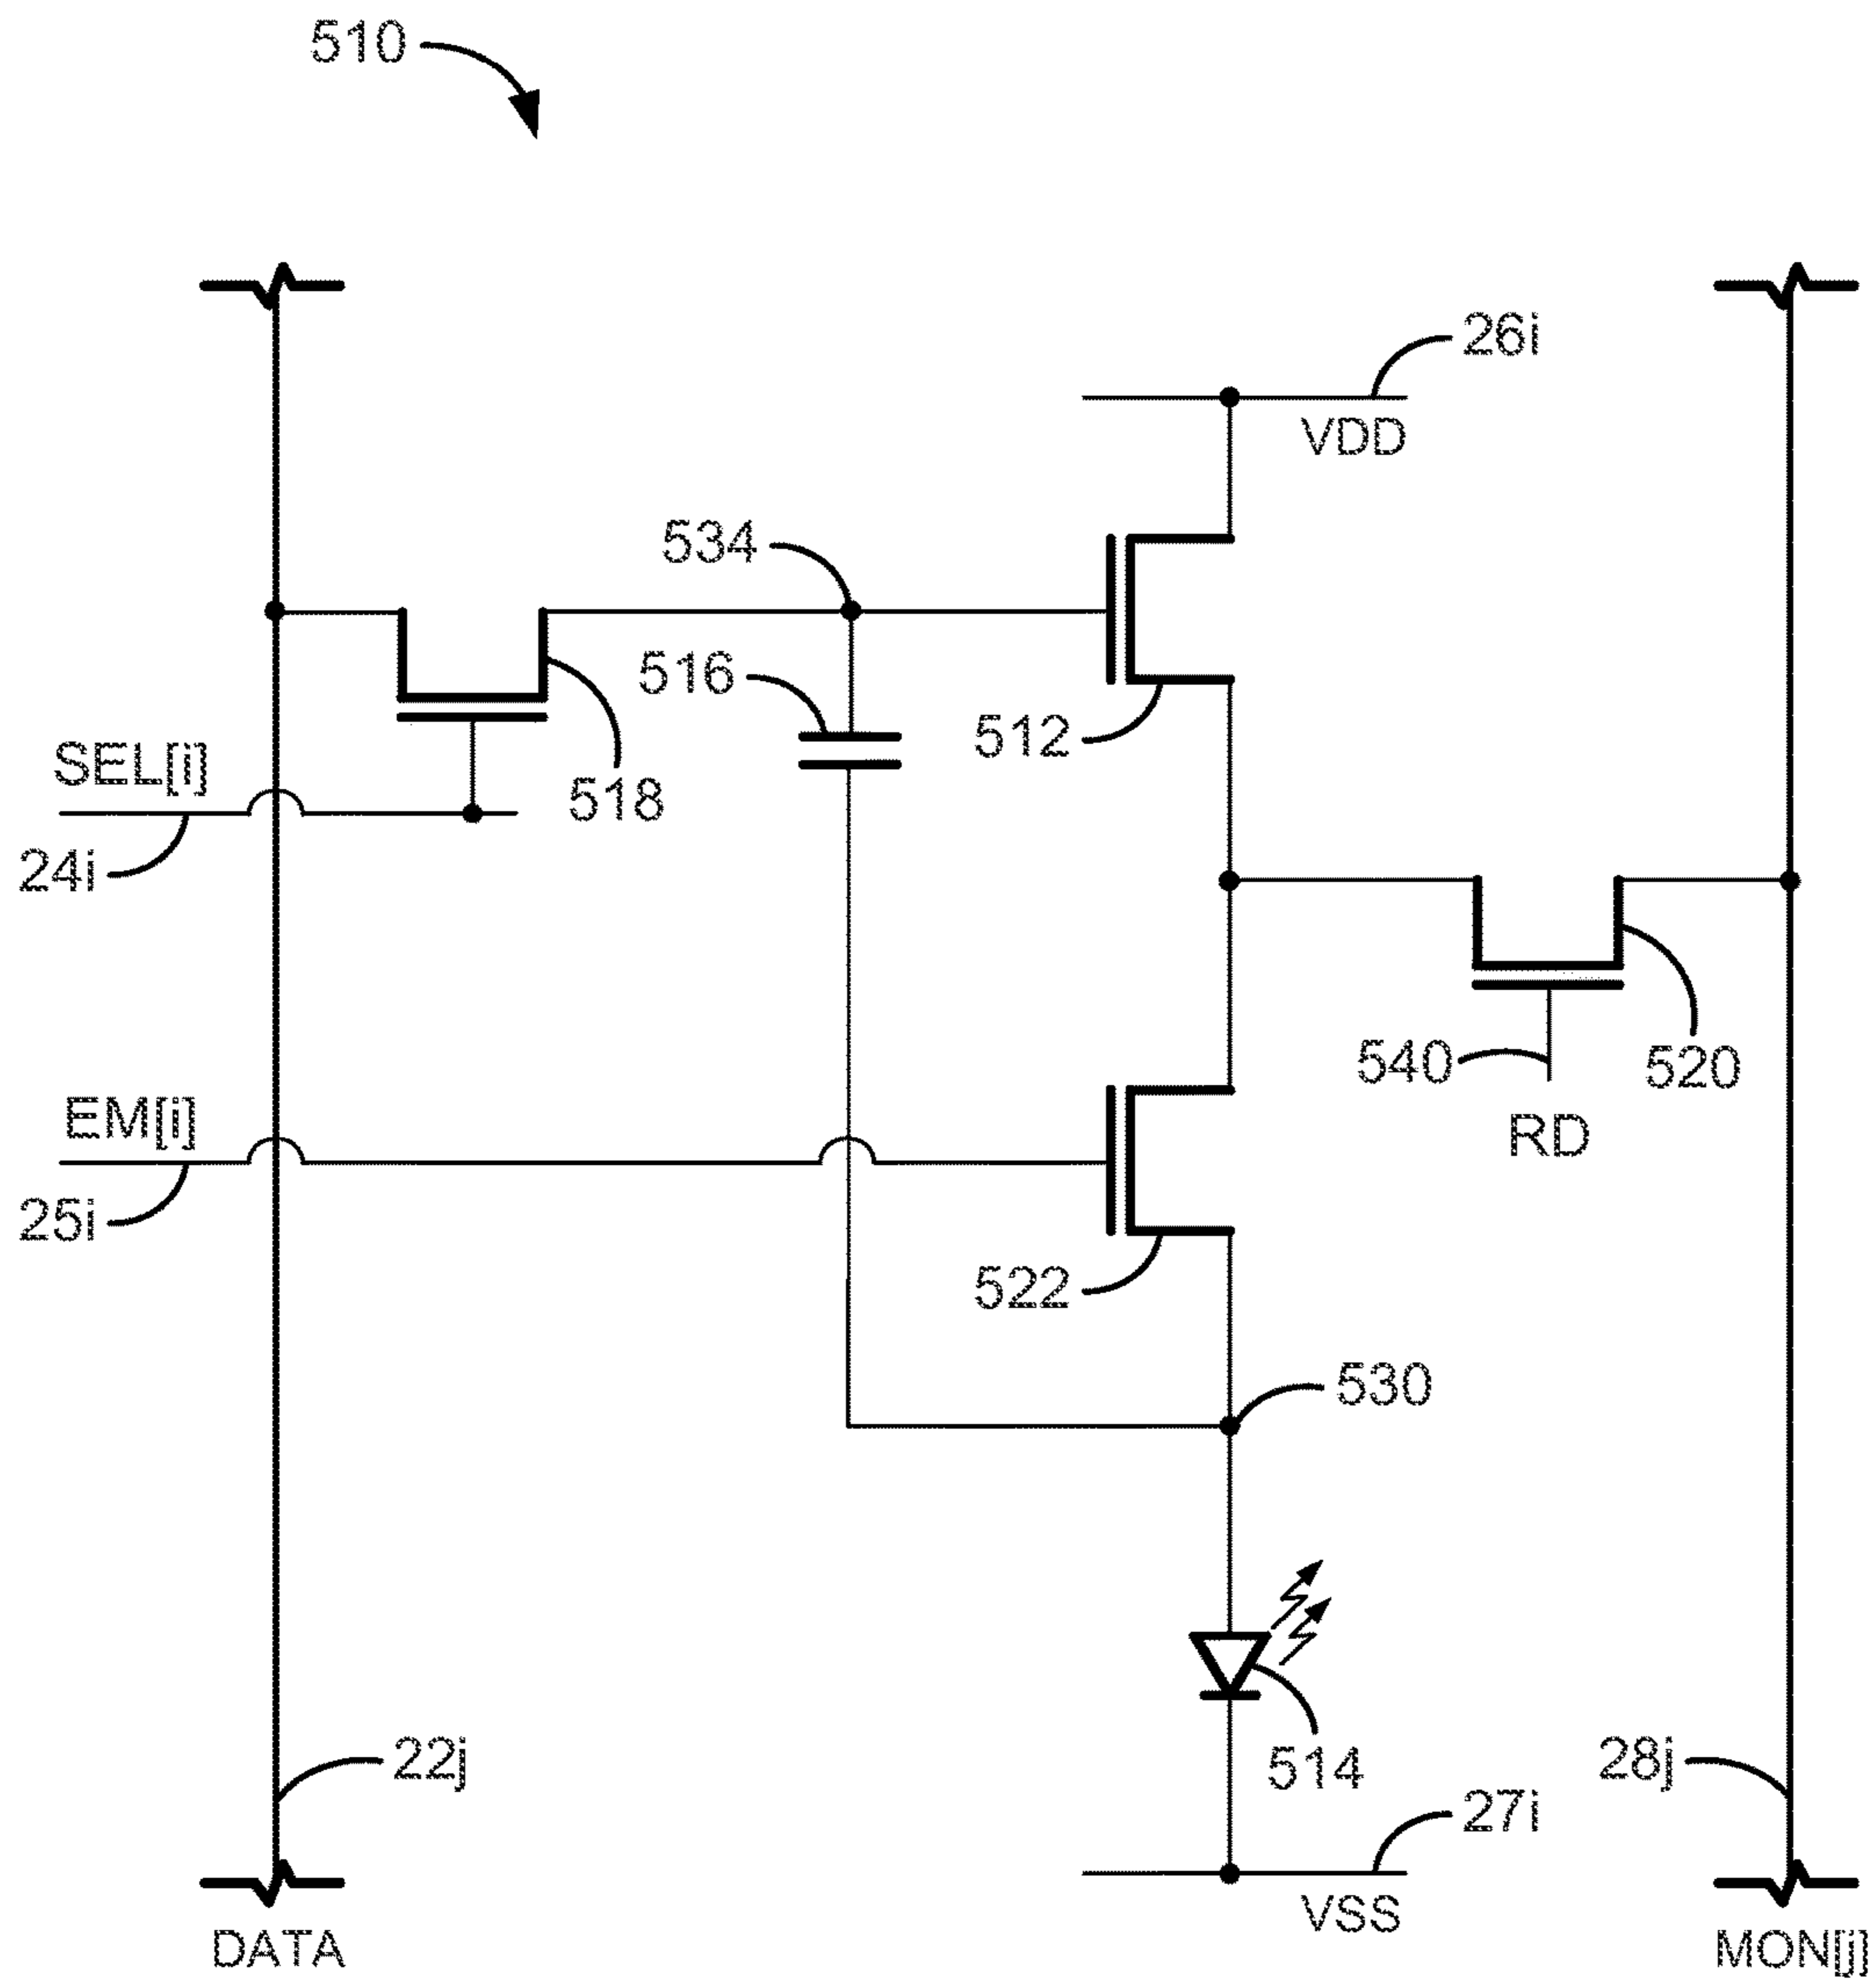 510
26i
VDD
534
516
512
SEL[i]
518
24i
540
520
EM[i]
RD
25i
522
530
22j
514
28j
27i
VSS
DATA
MON[j]